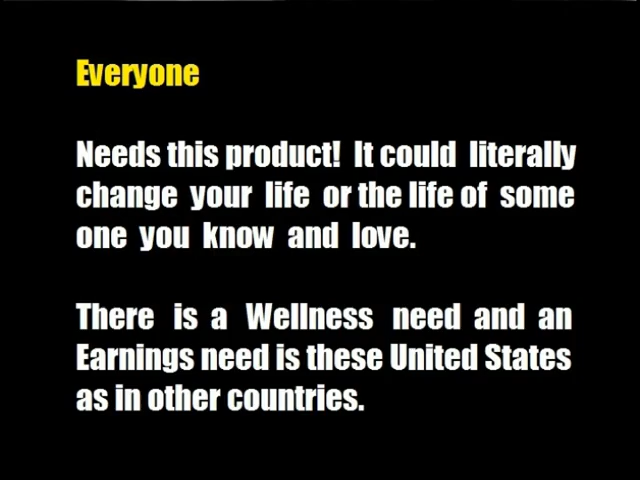 Everyone
Needs this product! It could literally
change your life or the life of some
one you know and love.
There is a Wellness need and an
Earnings need is these United States
as in other countries.